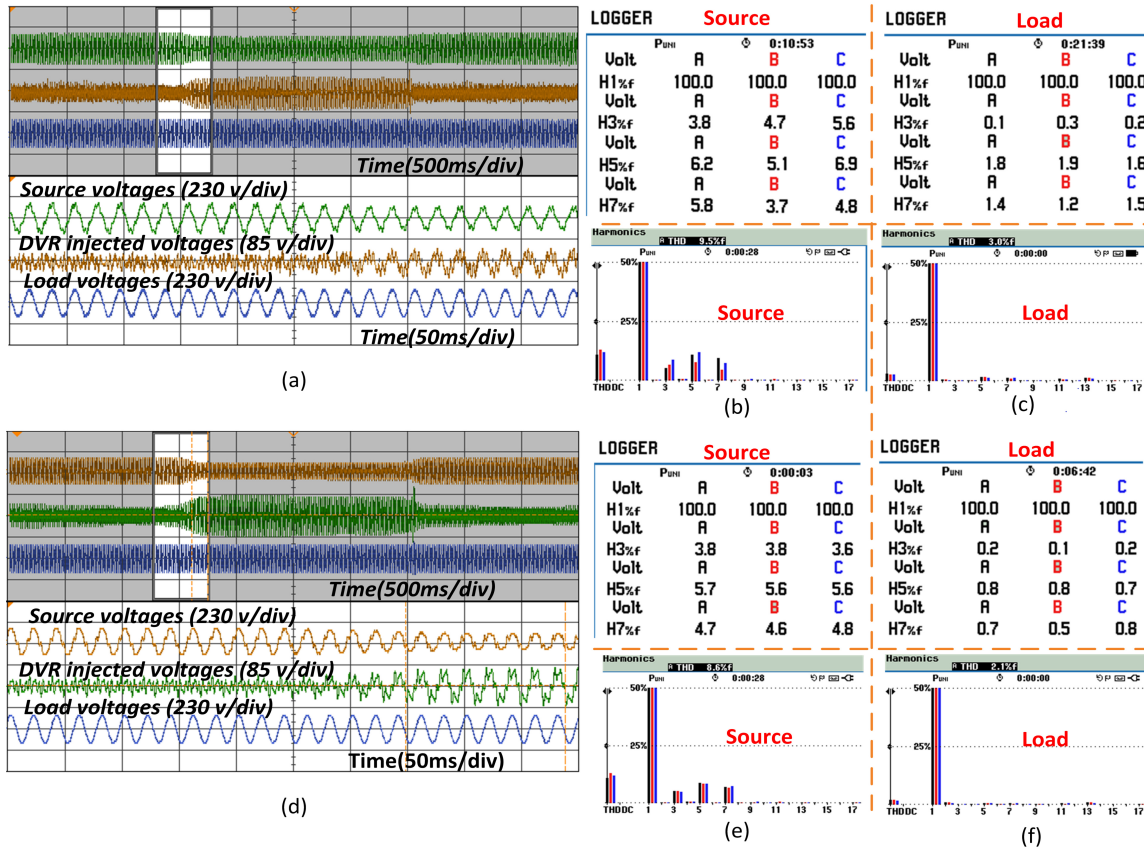 Time(500ms/div)
Source voltages (230 v/div)
DVR injected voltages (85 v/div)
Load voltages (230 v/div)
Time(50ms/div)
(a)
LOGGER Source
PUNI 0:10:53
Volt A B C
H1%f 100.0 100.0 100.0
Volt A B C
H3%f 3.8 4.7 5.6
Volt A B C
H5%f 6.2 5.1 6.9
Volt A B C
H7%f 5.8 3.7 4.8
Harmonics
A THD 9.5%f
PUNI 0:00:28
50%
25%
Source
THDDC 1 3 5 7 9 11 13 15 17
(b)
LOGGER Load
PUNI 0:21:39
Volt A B C
H1%f 100.0 100.0 100.0
Volt A B C
H3%f 0.1 0.3 0.2
Volt A B C
H5%f 1.8 1.9 1.6
Volt A B C
H7%f 1.4 1.2 1.5
Harmonics
A THD 3.0%f
PUNI 0:00:00
50%
25%
Load
THDDC 1 3 5 7 9 11 13 15 17
(c)
Time(500ms/div)
Source voltages (230 v/div)
DVR injected voltages (85 v/div)
Load voltages (230 v/div)
Time(50ms/div)
(d)
LOGGER Source
PUNI 0:00:03
Volt A B C
H1%f 100.0 100.0 100.0
Volt A B C
H3%f 3.8 3.8 3.6
Volt A B C
H5%f 5.7 5.6 5.6
Volt A B C
H7%f 4.7 4.6 4.8
Harmonics
A THD 8.6%f
PUNI 0:00:28
50%
25%
Source
THDDC 1 3 5 7 9 11 13 15 17
(e)
LOGGER Load
PUNI 0:06:42
Volt A B C
H1%f 100.0 100.0 100.0
Volt A B C
H3%f 0.2 0.1 0.2
Volt A B C
H5%f 0.8 0.8 0.7
Volt A B C
H7%f 0.7 0.5 0.8
Harmonics
A THD 2.1%f
PUNI 0:00:00
50%
25%
Load
THDDC 1 3 5 7 9 11 13 15 17
(f)